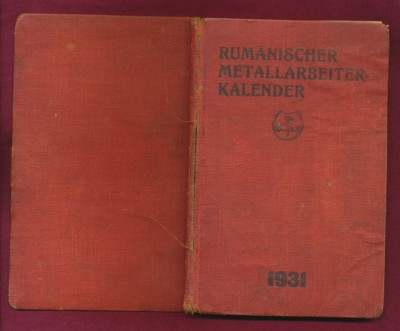 RUMÄNISCHER
METALLARBEITER-
KALENDER
1931